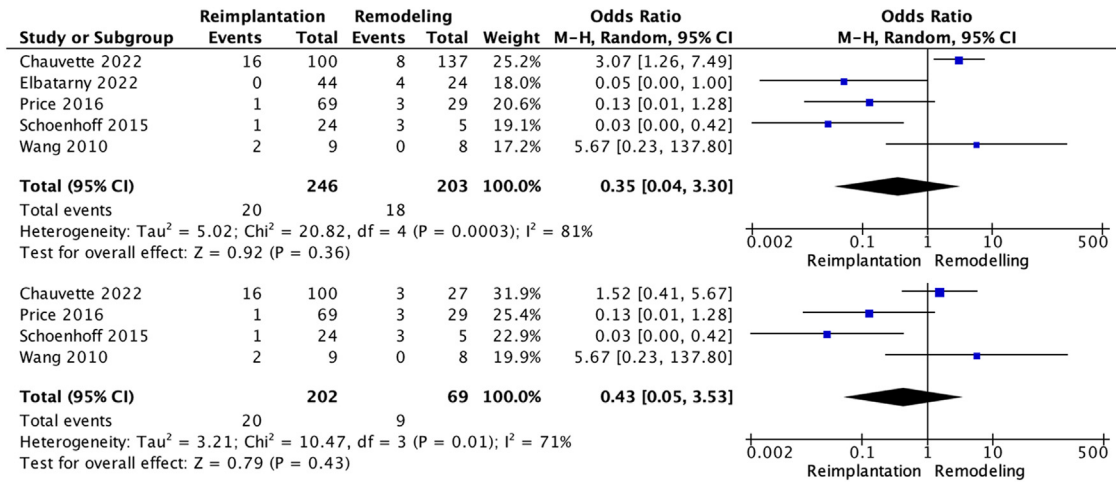 Reimplantation Remodeling Odds Ratio Odds Ratio
Study or Subgroup Events Total Events Total Weight M-H, Random, 95% CI M-H, Random, 95% CI
Chauvette 2022 16 100 8 137 25.2% 3.07 [1.26, 7.49]
Elbatarny 2022 0 44 4 24 18.0% 0.05 [0.00, 1.00]
Price 2016 1 69 3 29 20.6% 0.13 [0.01, 1.28]
Schoenhoff 2015 1 24 3 5 19.1% 0.03 [0.00, 0.42]
Wang 2010 2 9 0 8 17.2% 5.67 [0.23, 137.80]
Total (95% CI) 246 203 100.0% 0.35 [0.04, 3.30]
Total events 20 18
Heterogeneity: Tau² = 5.02; Chi² = 20.82, df = 4 (P = 0.0003); I² = 81%
Test for overall effect: Z = 0.92 (P = 0.36)
0.002 0.1 1 10 500
Reimplantation Remodelling
Chauvette 2022 16 100 3 27 31.9% 1.52 [0.41, 5.67]
Price 2016 1 69 3 29 25.4% 0.13 [0.01, 1.28]
Schoenhoff 2015 1 24 3 5 22.9% 0.03 [0.00, 0.42]
Wang 2010 2 9 0 8 19.9% 5.67 [0.23, 137.80]
Total (95% CI) 202 69 100.0% 0.43 [0.05, 3.53]
Total events 20 9
Heterogeneity: Tau² = 3.21; Chi² = 10.47, df = 3 (P = 0.01); I² = 71%
Test for overall effect: Z = 0.79 (P = 0.43)
0.002 0.1 1 10 500
Reimplantation Remodeling